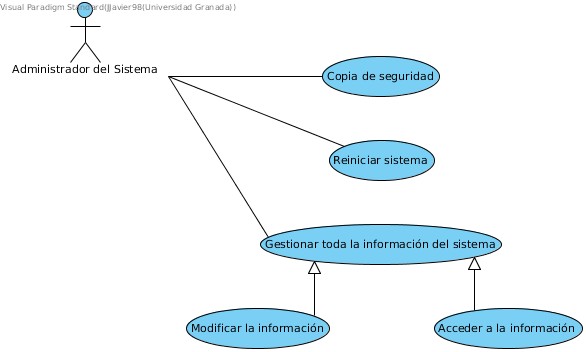 Visual Paradigm Standard(JJavier98(Universidad Granada))
Administrador del Sistema
Copia de seguridad
Reiniciar sistema
Gestionar toda la información del sistema
Modificar la información
Acceder a la información